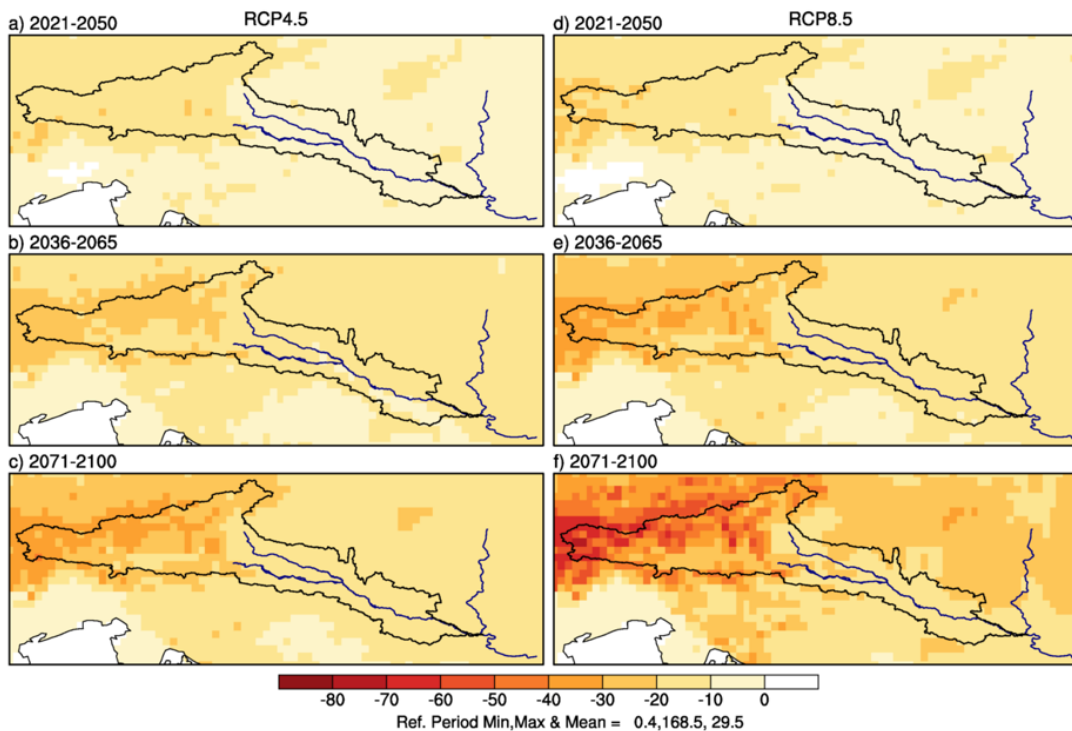 RCP4.5
RCP8.5
a) 2021-2050
d) 2021-2050
b) 2036-2065
e) 2036-2065
c) 2071-2100
f) 2071-2100
-80 -70 -60 -50 -40 -30 -20 -10 0
Ref. Period Min,Max & Mean = 0.4,168.5, 29.5